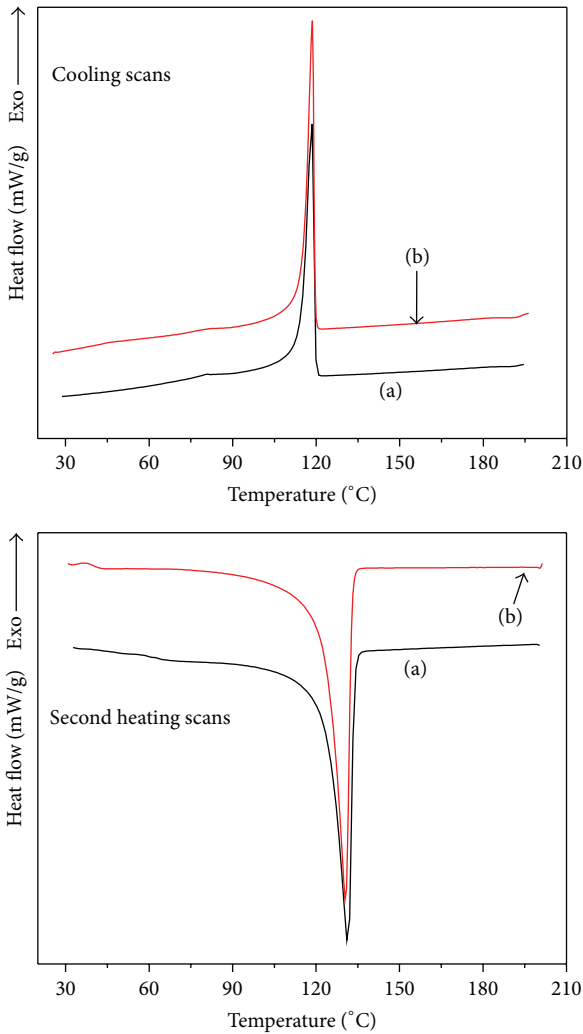 Cooling scans
Heat flow (mW/g) Exo
(b)
(a)
30 60 90 120 150 180 210
Temperature (°C)
Heat flow (mW/g) Exo
(b)
(a)
Second heating scans
30 60 90 120 150 180 210
Temperature (°C)